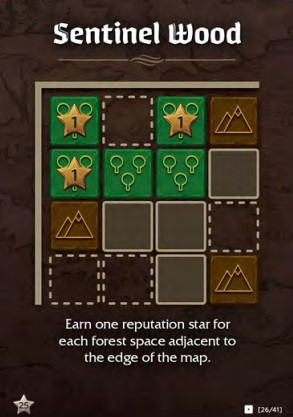 Sentinel Wood
1 1
1
Earn one reputation star for
each forest space adjacent to
the edge of the map.
25
[26/41]